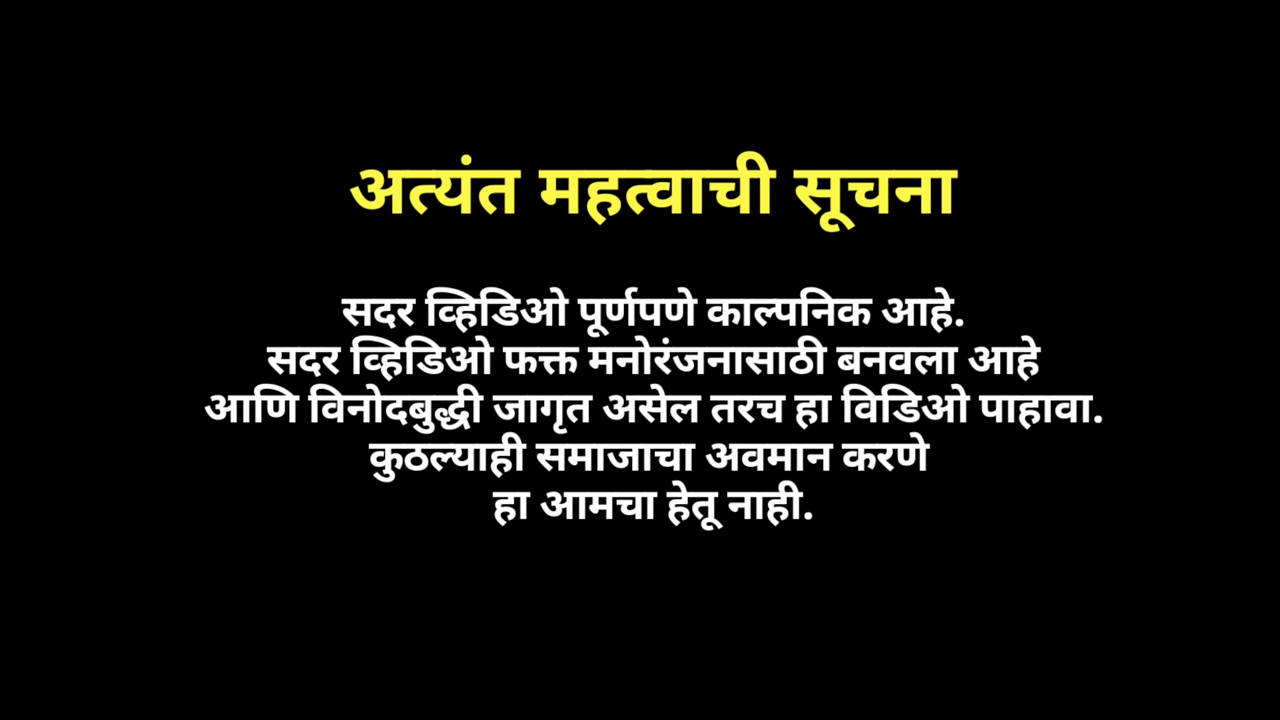 अत्यंत महत्वाची सूचना
सदर व्हिडिओ पूर्णपणे काल्पनिक आहे.
सदर व्हिडिओ फक्त मनोरंजनासाठी बनवला आहे
आणि विनोदबुद्धी जागृत असेल तरच हा विडिओ पाहावा.
कुठल्याही समाजाचा अवमान करणे
हा आमचा हेतू नाही.